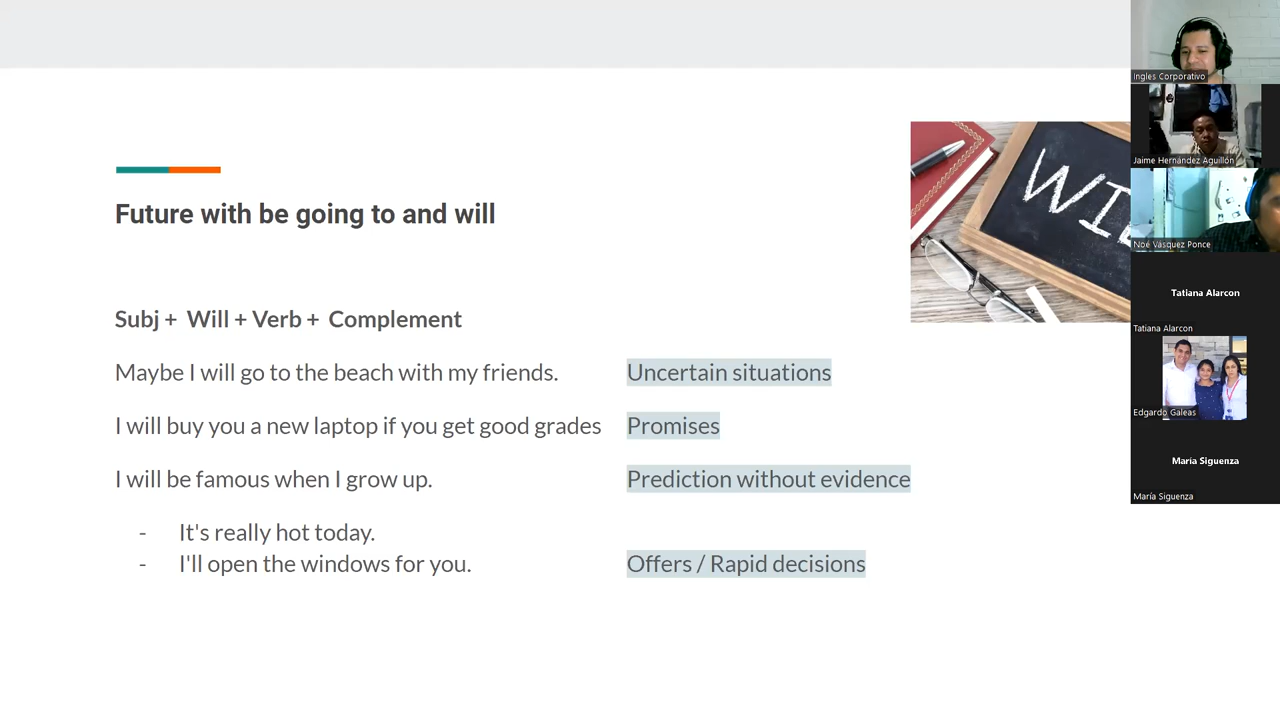 Future with be going to and will
Subj + Will + Verb + Complement
Maybe I will go to the beach with my friends. Uncertain situations
I will buy you a new laptop if you get good grades Promises
I will be famous when I grow up. Prediction without evidence
- It's really hot today.
- I'll open the windows for you. Offers / Rapid decisions
WI
Ingles Corporativo
Jaime Hernández Aguillón
Noé Vásquez Ponce
Tatiana Alarcon
Tatiana Alarcon
Edgardo Galeas
Maria Siguenza
María Siguenza